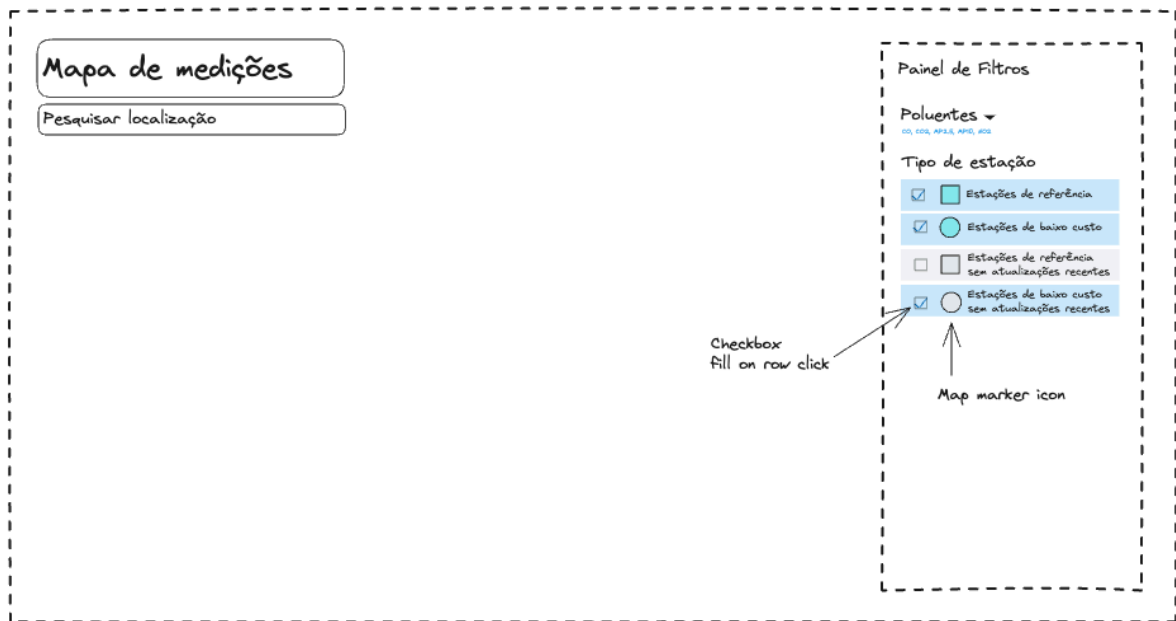 Mapa de medições
Pesquisar localização
Painel de Filtros
Poluentes
CO, CO2, MP2.5, MP10, NO2
Tipo de estação
Estações de referência
Estações de baixo custo
Estações de referência
sem atualizações recentes
Estações de baixo custo
sem atualizações recentes
Checkbox
fill on row click
Map marker icon